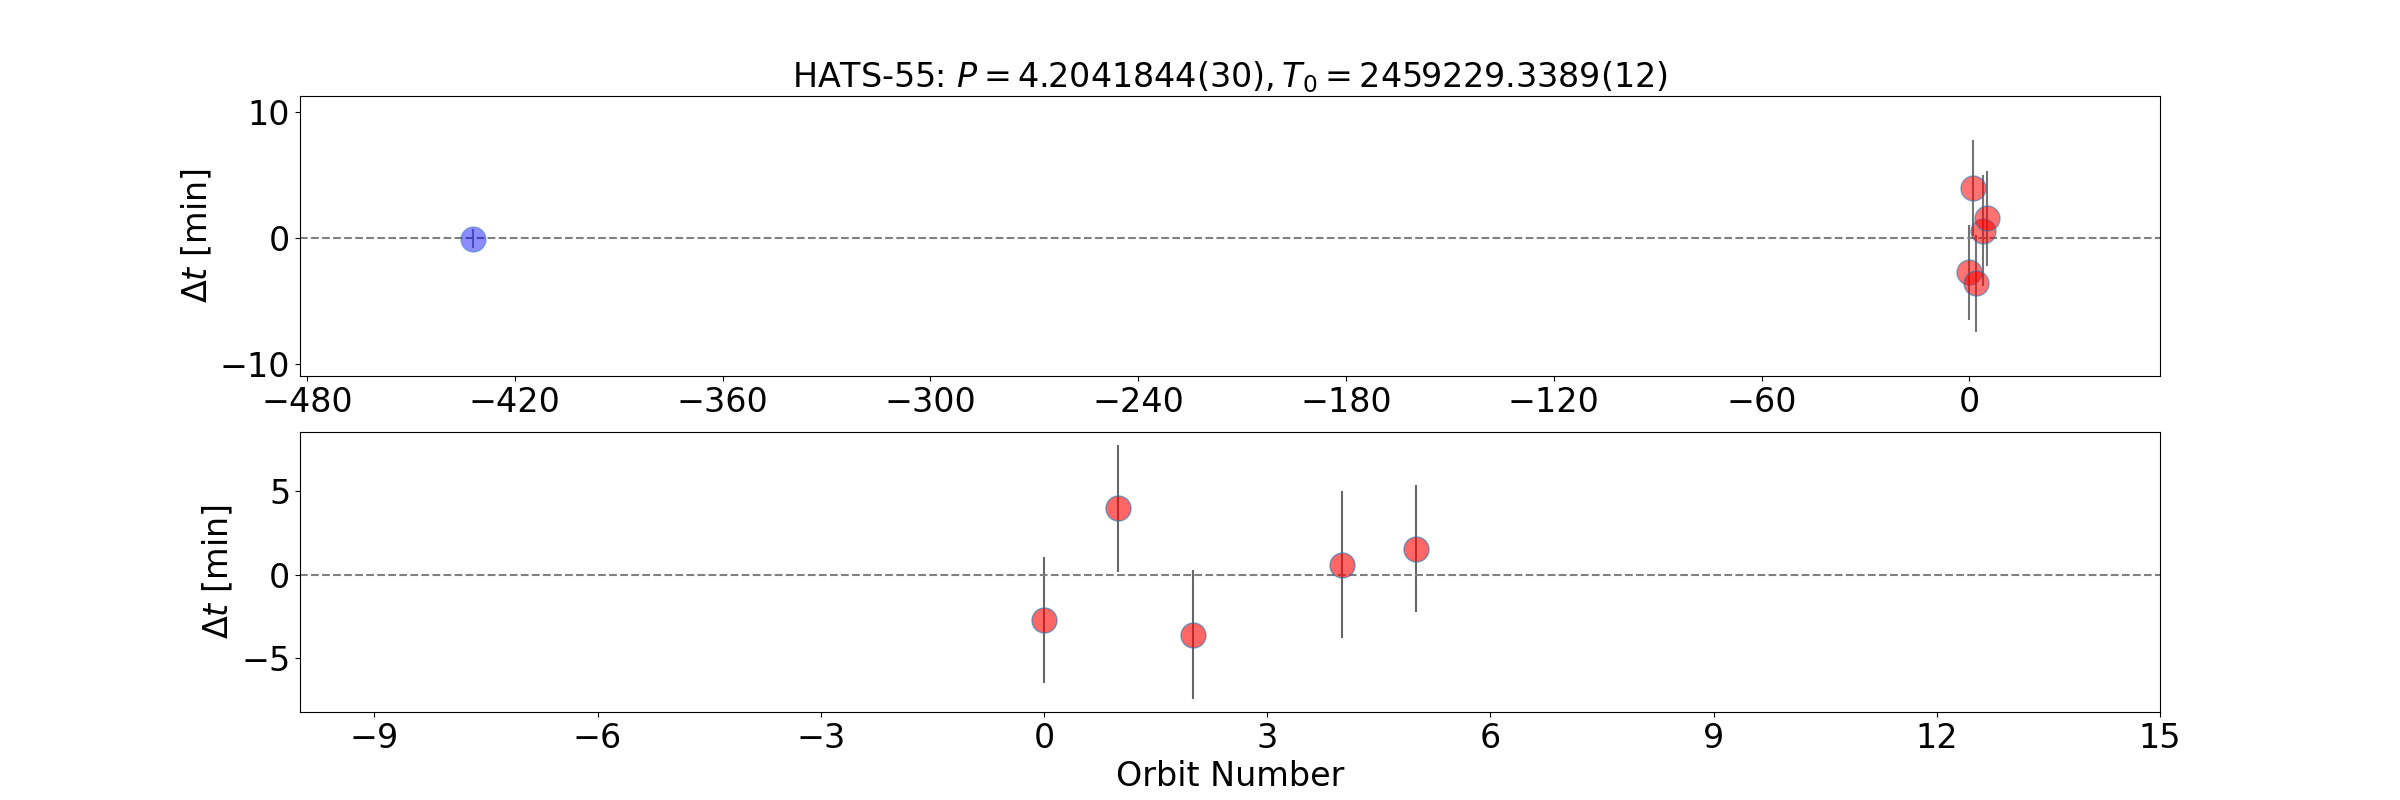 HATS-55: P = 4.2041844(30), T₀ = 2459229.3389(12)
10
0
−10
Δt [min]
−480 −420 −360 −300 −240 −180 −120 −60 0
5
0
−5
Δt [min]
−9 −6 −3 0 3 6 9 12 15
Orbit Number